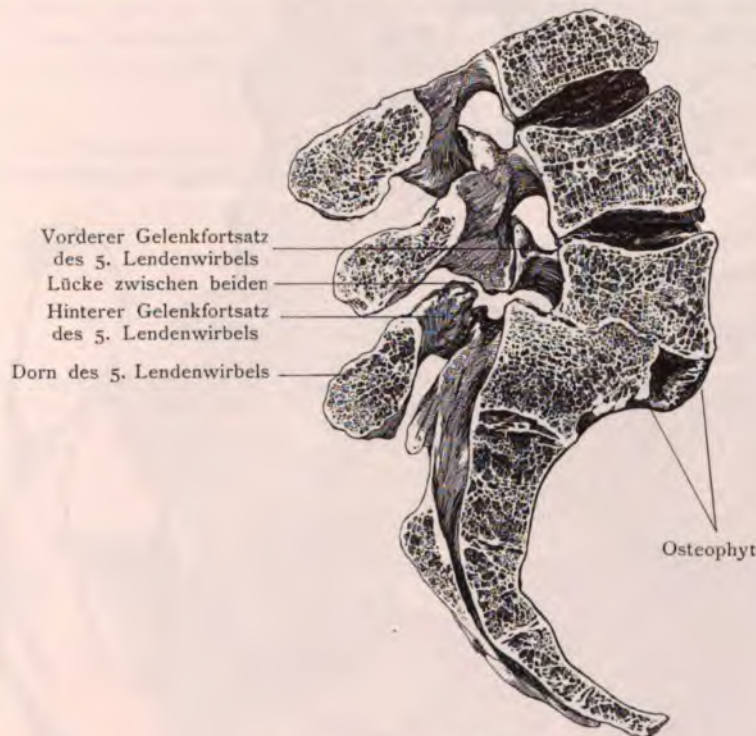 Vorderer Gelenkfortsatz
des 5. Lendenwirbels
Lücke zwischen beiden
Hinterer Gelenkfortsatz
des 5. Lendenwirbels
Dorn des 5. Lendenwirbels
Osteophyt